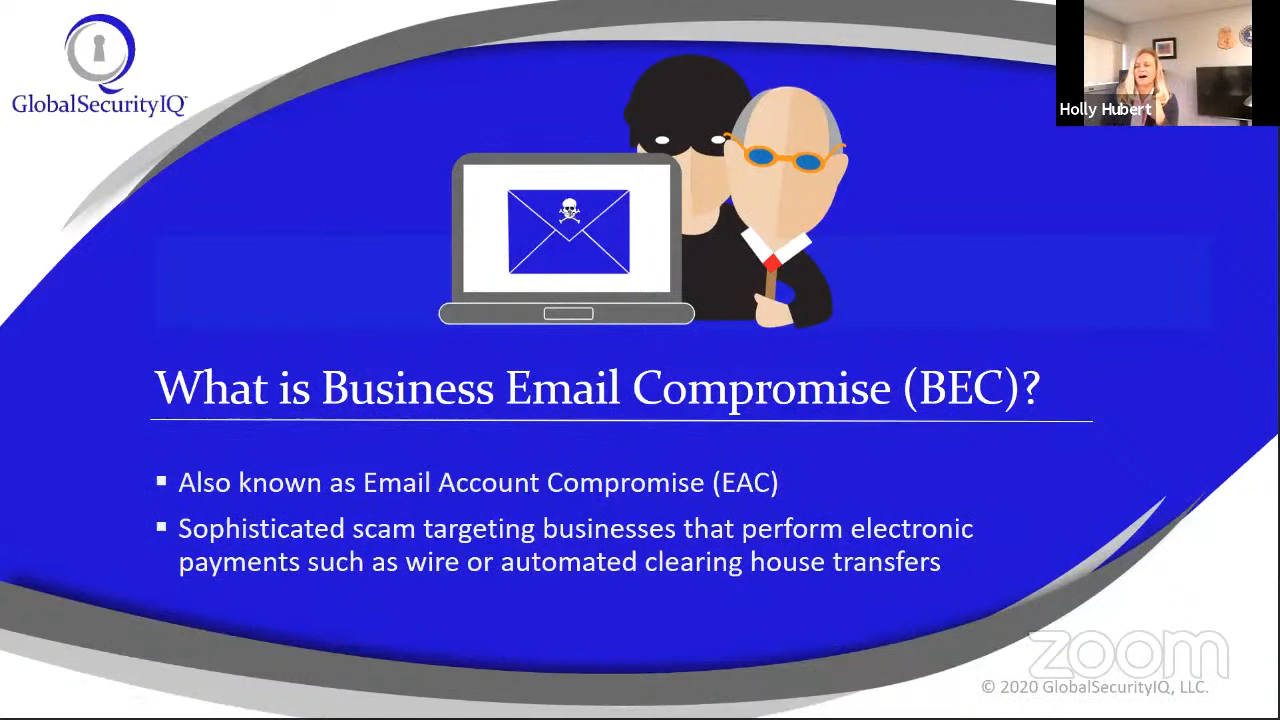 GlobalSecurityIQ™
Holly Hubert
What is Business Email Compromise (BEC)?
▪ Also known as Email Account Compromise (EAC)
▪ Sophisticated scam targeting businesses that perform electronic
payments such as wire or automated clearing house transfers
zoom
© 2020 GlobalSecurityIQ, LLC.